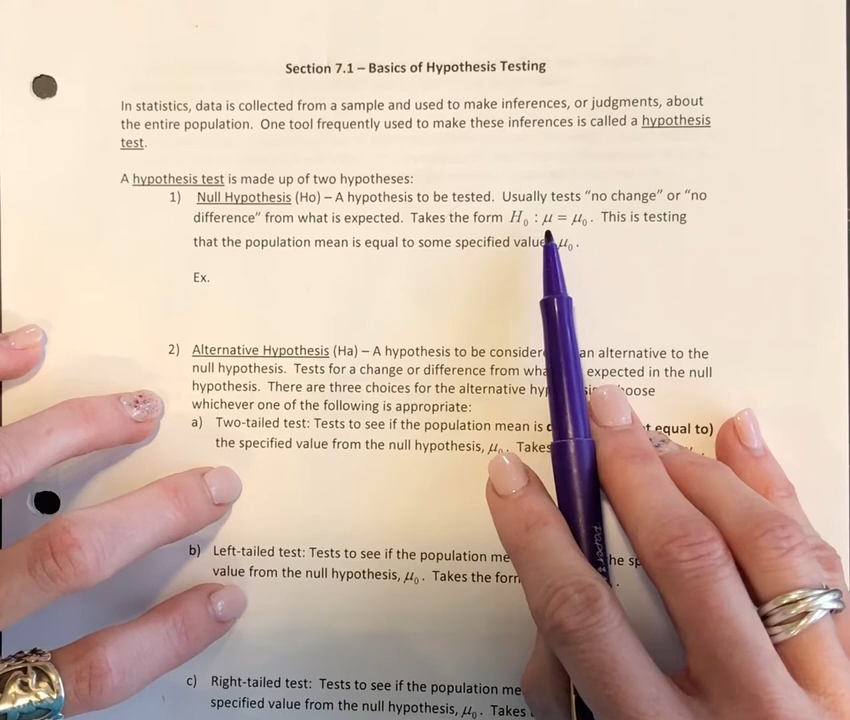 Section 7.1 – Basics of Hypothesis Testing
In statistics, data is collected from a sample and used to make inferences, or judgments, about
the entire population. One tool frequently used to make these inferences is called a hypothesis
test.
A hypothesis test is made up of two hypotheses:
1) Null Hypothesis (Ho) – A hypothesis to be tested. Usually tests “no change” or “no
difference” from what is expected. Takes the form H₀ : μ = μ₀. This is testing
that the population mean is equal to some specified value μ₀.
Ex.
2) Alternative Hypothesis (Ha) – A hypothesis to be an alternative to the
null hypothesis. Tests for a change or difference from expected in the null
hypothesis. There are three choices for the alternative
whichever one of the following is appropriate:
a) Two-tailed test: Tests to see if the population mean is equal to)
the specified value from the null hypothesis, μ₀. Takes
b) Left-tailed test: Tests to see if the population
value from the null hypothesis, μ₀. Takes the
c) Right-tailed test: Tests to see if the population
specified value from the null hypothesis, μ₀. Takes